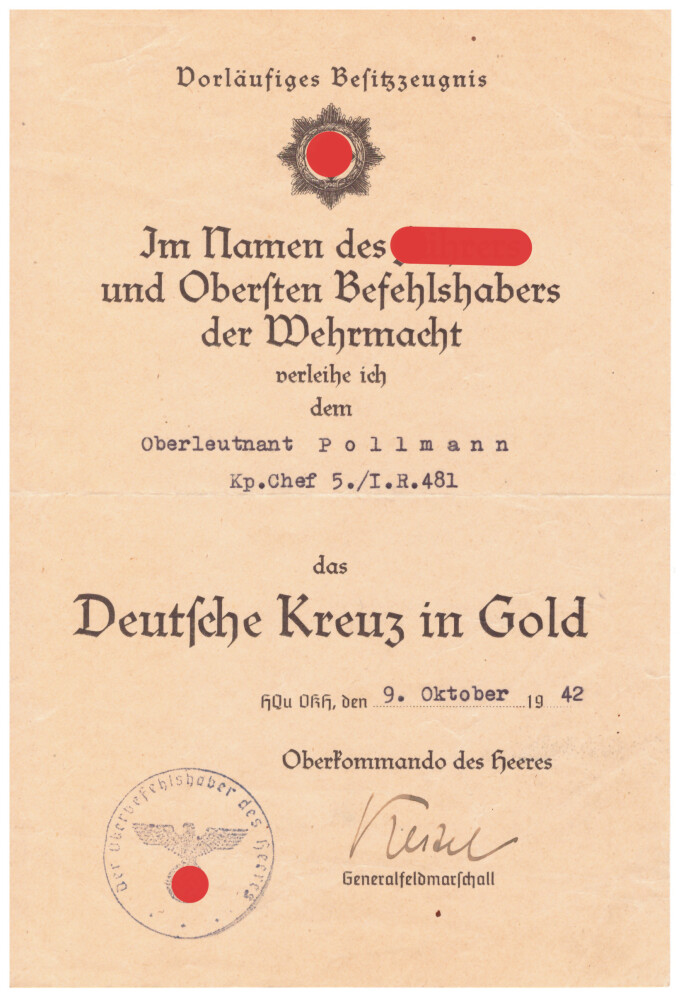 Vorläufiges Besitzzeugnis
Im Namen des
und Obersten Befehlshabers
der Wehrmacht
verleihe ich
dem
Oberleutnant Pollmann
Kp.Chef 5./I.R.481
das
Deutsche Kreuz in Gold
HQu OKH, den 9. Oktober 19 42
Oberkommando des Heeres
Der Oberbefehlshaber des Heeres
Keitel
Generalfeldmarschall